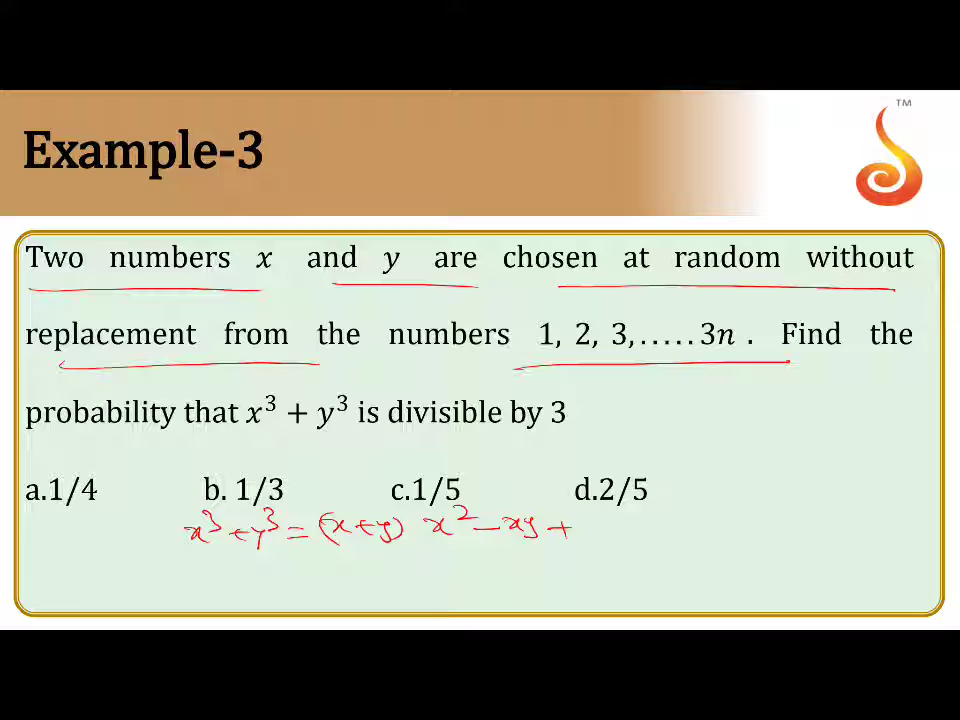 TM
Example-3
Two numbers x and y are chosen at random without
replacement from the numbers 1, 2, 3,.....3n . Find the
probability that x³ + y³ is divisible by 3
a.1/4 b. 1/3 c.1/5 d.2/5
x³ + y³ = (x + y) x² - xy +